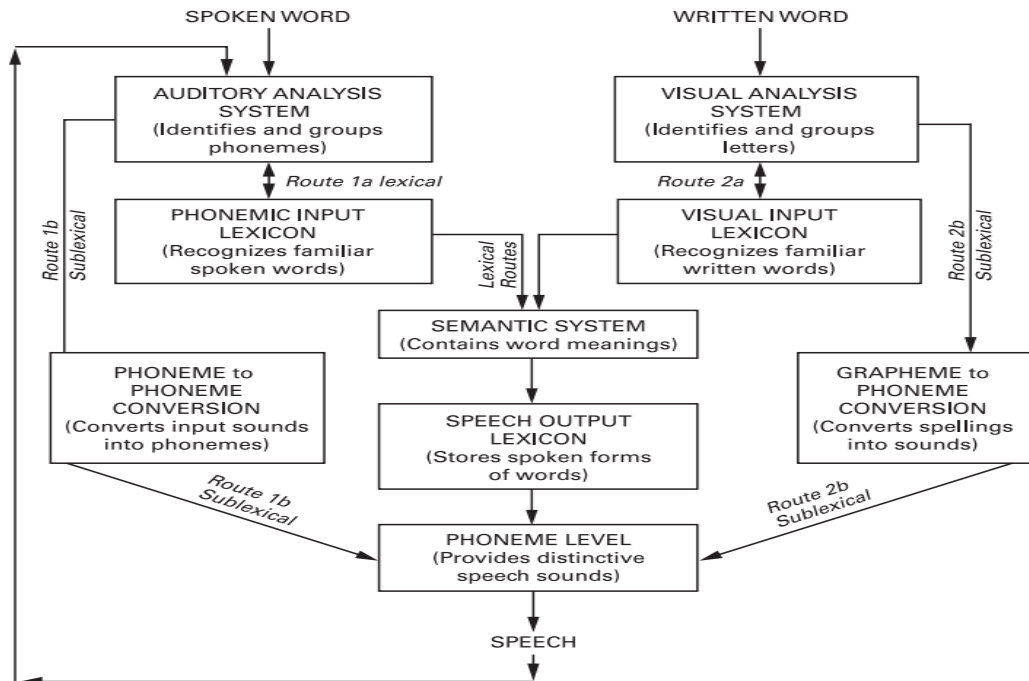 SPOKEN WORD
WRITTEN WORD
AUDITORY ANALYSIS
SYSTEM
(Identifies and groups
phonemes)
VISUAL ANALYSIS
SYSTEM
(Identifies and groups
letters)
Route 1a lexical
Route 2a
Route 1b
Sublexical
PHONEMIC INPUT
LEXICON
(Recognizes familiar
spoken words)
Lexical
Routes
VISUAL INPUT
LEXICON
(Recognizes familiar
written words)
Route 2b
Sublexical
SEMANTIC SYSTEM
(Contains word meanings)
PHONEME to
PHONEME
CONVERSION
(Converts input sounds
into phonemes)
SPEECH OUTPUT
LEXICON
(Stores spoken forms
of words)
GRAPHEME to
PHONEME
CONVERSION
(Converts spellings
into sounds)
Route 1b
Sublexical
Route 2b
Sublexical
PHONEME LEVEL
(Provides distinctive
speech sounds)
SPEECH